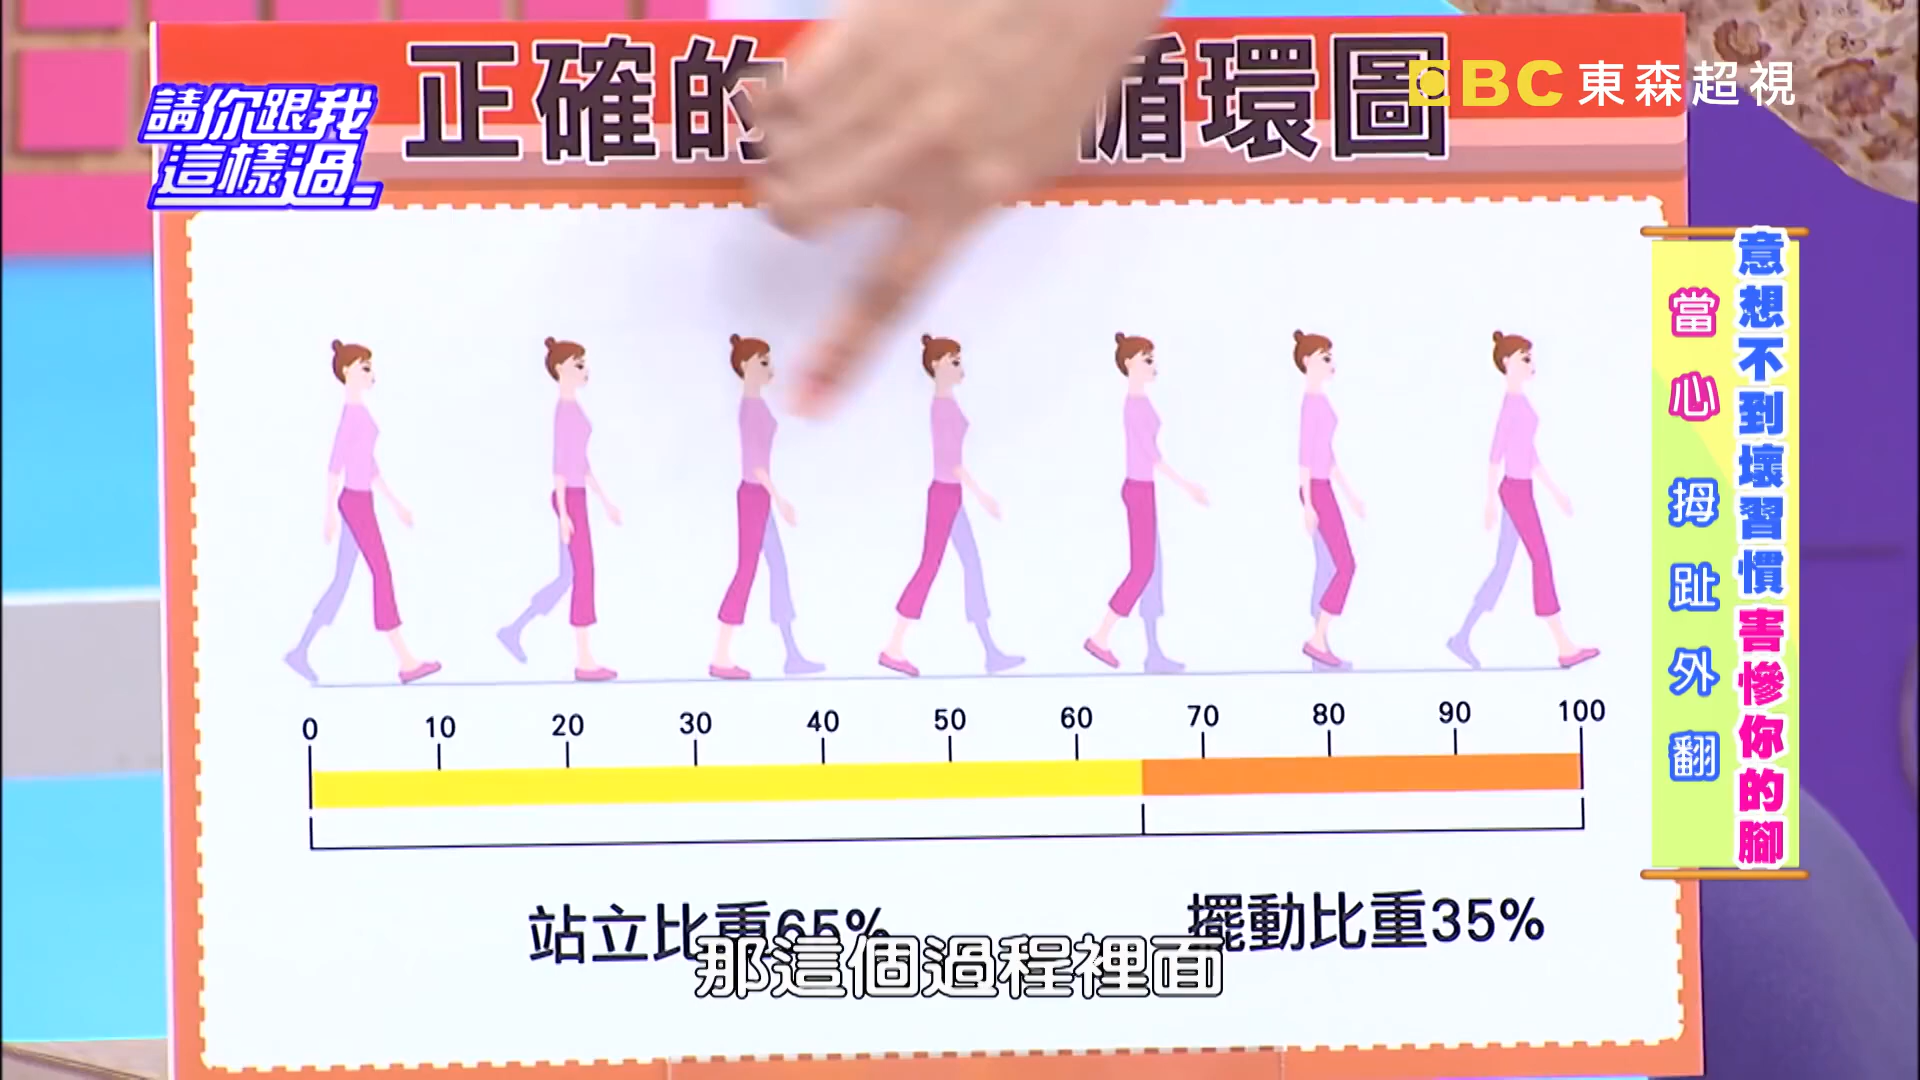 正確的
循環圖
EBC 東森超視
請你跟我
這樣過
意想不到壞習慣 害慘你的腳
當心 拇趾外翻
0 10 20 30 40 50 60 70 80 90 100
站立比重65%
擺動比重35%
那這個過程裡面